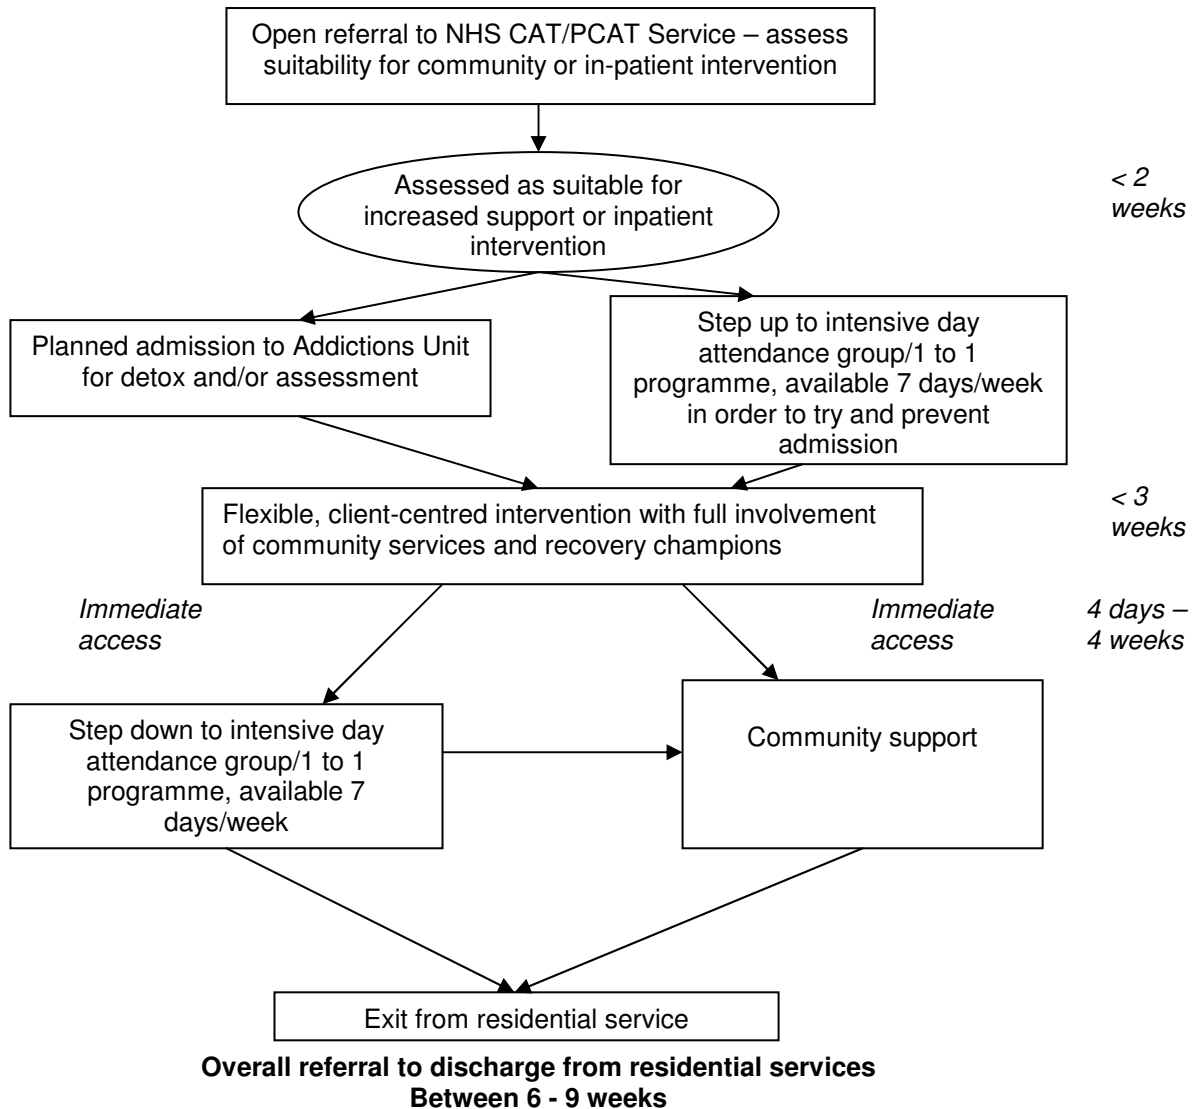 Open referral to NHS CAT/PCAT Service – assess
suitability for community or in-patient intervention
Assessed as suitable for
increased support or inpatient
intervention
< 2
weeks
Planned admission to Addictions Unit
for detox and/or assessment
Step up to intensive day
attendance group/1 to 1
programme, available 7 days/week
in order to try and prevent
admission
Flexible, client-centred intervention with full involvement
of community services and recovery champions
< 3
weeks
Immediate
access
Immediate
access
4 days –
4 weeks
Step down to intensive day
attendance group/1 to 1
programme, available 7
days/week
Community support
Exit from residential service
Overall referral to discharge from residential services
Between 6 - 9 weeks